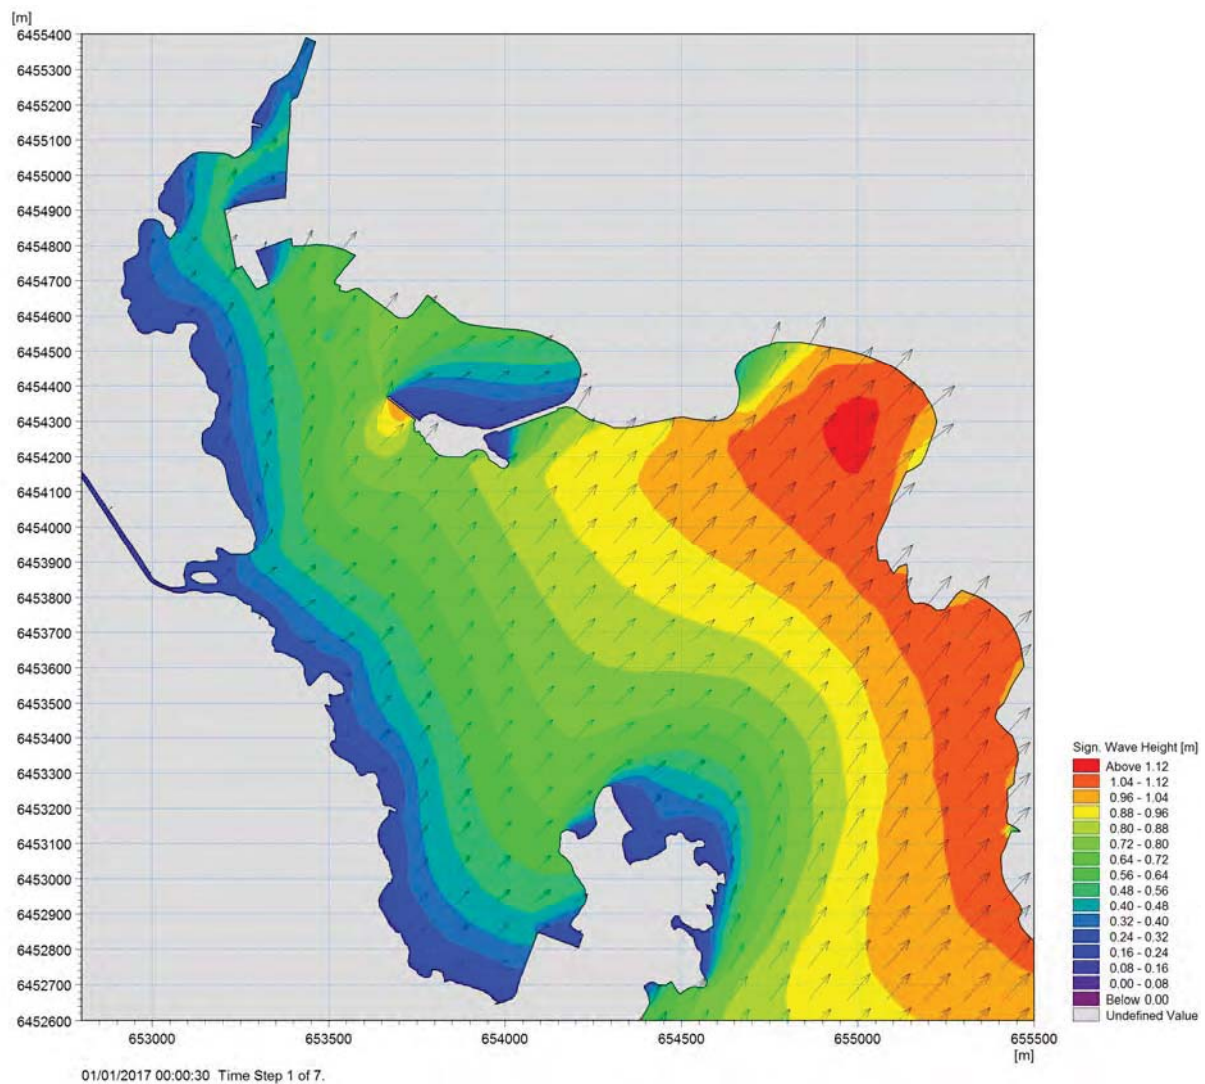 [m]
6455400
6455300
6455200
6455100
6455000
6454900
6454800
6454700
6454600
6454500
6454400
6454300
6454200
6454100
6454000
6453900
6453800
6453700
6453600
6453500
6453400
6453300
6453200
6453100
6453000
6452900
6452800
6452700
6452600
653000 653500 654000 654500 655000 655500
[m]
Sign. Wave Height [m]
Above 1.12
1.04 - 1.12
0.96 - 1.04
0.88 - 0.96
0.80 - 0.88
0.72 - 0.80
0.64 - 0.72
0.56 - 0.64
0.48 - 0.56
0.40 - 0.48
0.32 - 0.40
0.24 - 0.32
0.16 - 0.24
0.08 - 0.16
0.00 - 0.08
Below 0.00
Undefined Value
01/01/2017 00:00:30 Time Step 1 of 7.